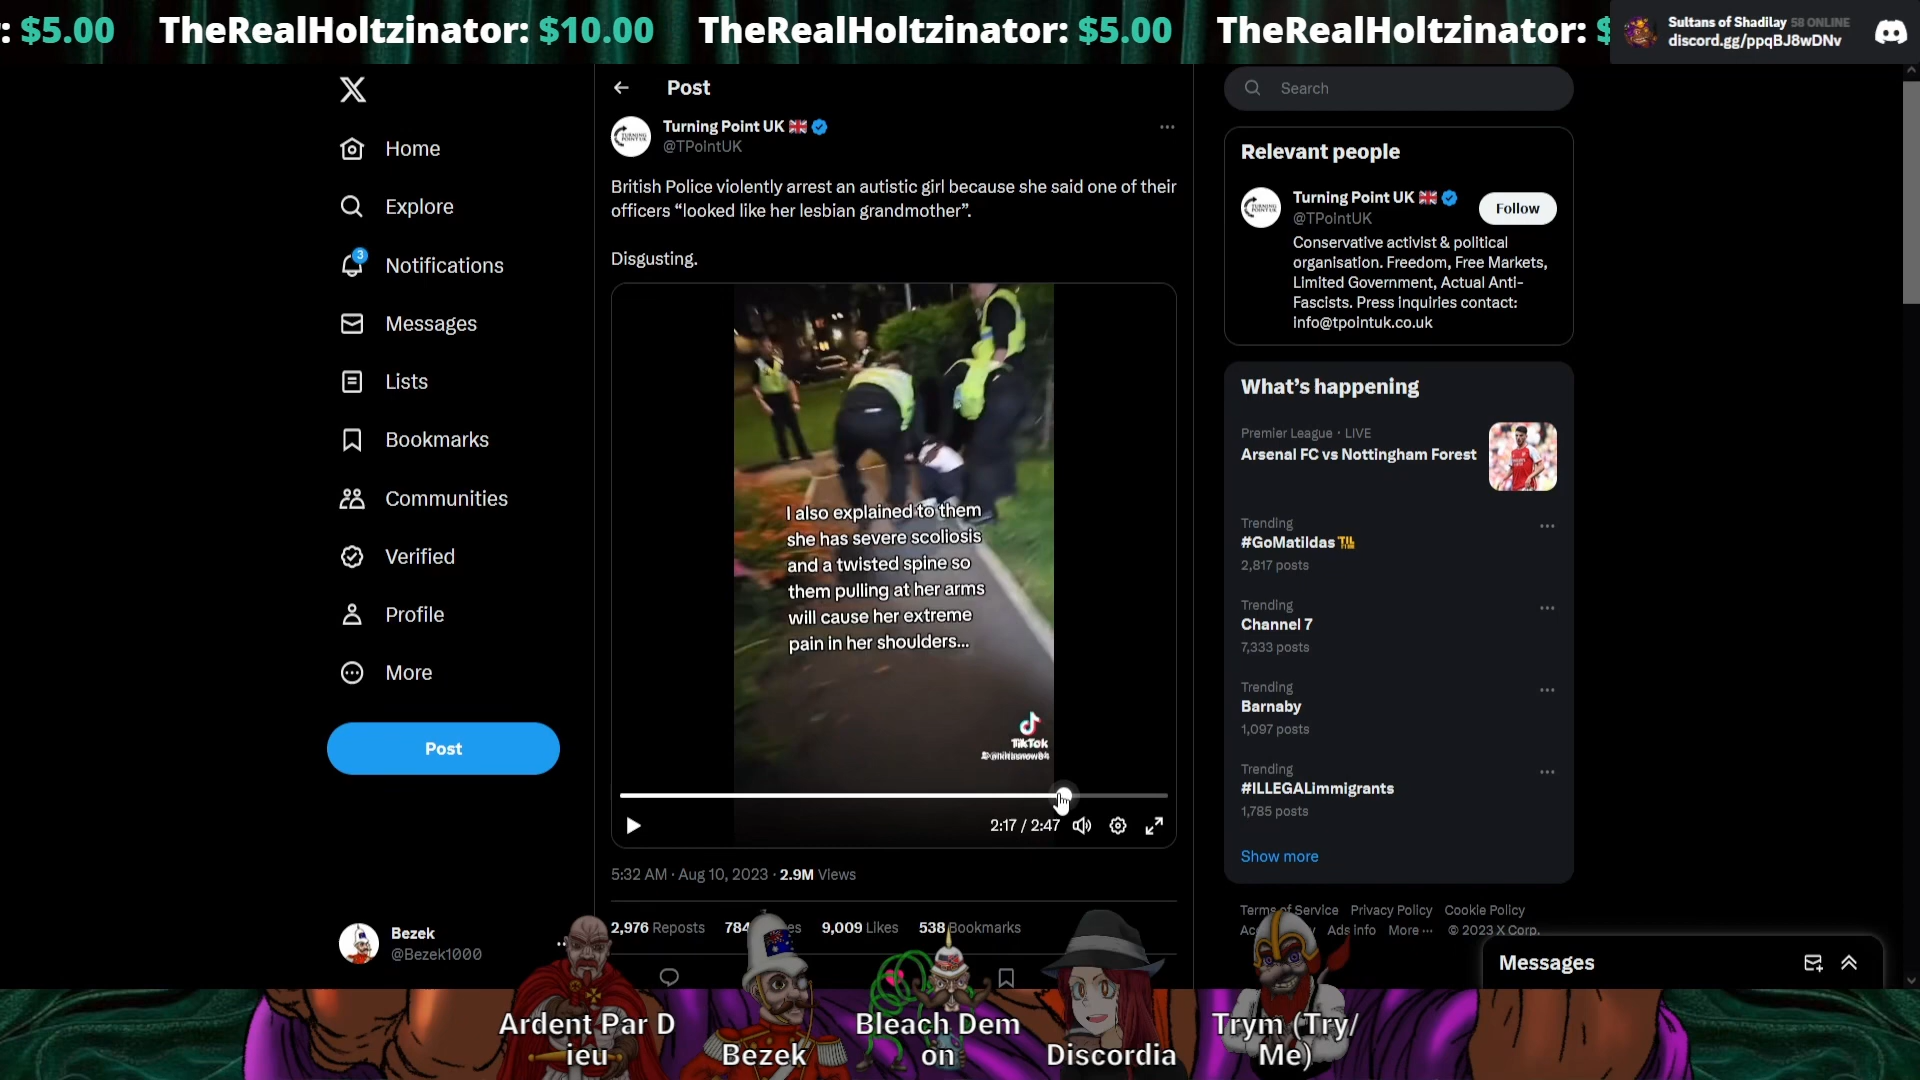 : $5.00 TheRealHoltzinator: $10.00 TheRealHoltzinator: $5.00 TheRealHoltzinator: $
Sultans of Shadilay 58 ONLINE
discord.gg/ppqBJ8wDNv
Home
Explore
3
Notifications
Messages
Lists
Bookmarks
Communities
Verified
Profile
More
Post
Bezek
@Bezek1000
Post
Turning Point UK
@TPointUK
British Police violently arrest an autistic girl because she said one of their
officers “looked like her lesbian grandmother”.
Disgusting.
I also explained to them
she has severe scoliosis
and a twisted spine so
them pulling at her arms
will cause her extreme
pain in her shoulders...
TikTok
2:17 / 2:47
5:32 AM · Aug 10, 2023 · 2.9M Views
2,976 Reposts 784 9,009 Likes 538 Bookmarks
Search
Relevant people
Turning Point UK
@TPointUK
Follow
Conservative activist & political
organisation. Freedom, Free Markets,
Limited Government, Actual Anti-
Fascists. Press inquiries contact:
info@tpointuk.co.uk
What’s happening
Premier League · LIVE
Arsenal FC vs Nottingham Forest
Trending
#GoMatildas
2,817 posts
Trending
Channel 7
7,333 posts
Trending
Barnaby
1,097 posts
Trending
#ILLEGALimmigrants
1,785 posts
Show more
Terms of Service Privacy Policy Cookie Policy
Ads info More ··· © 2023 X Corp.
Messages
Ardent Par D
ieu
Bezek
Bleach Dem
on
Discordia
Trym (Try/
Me)